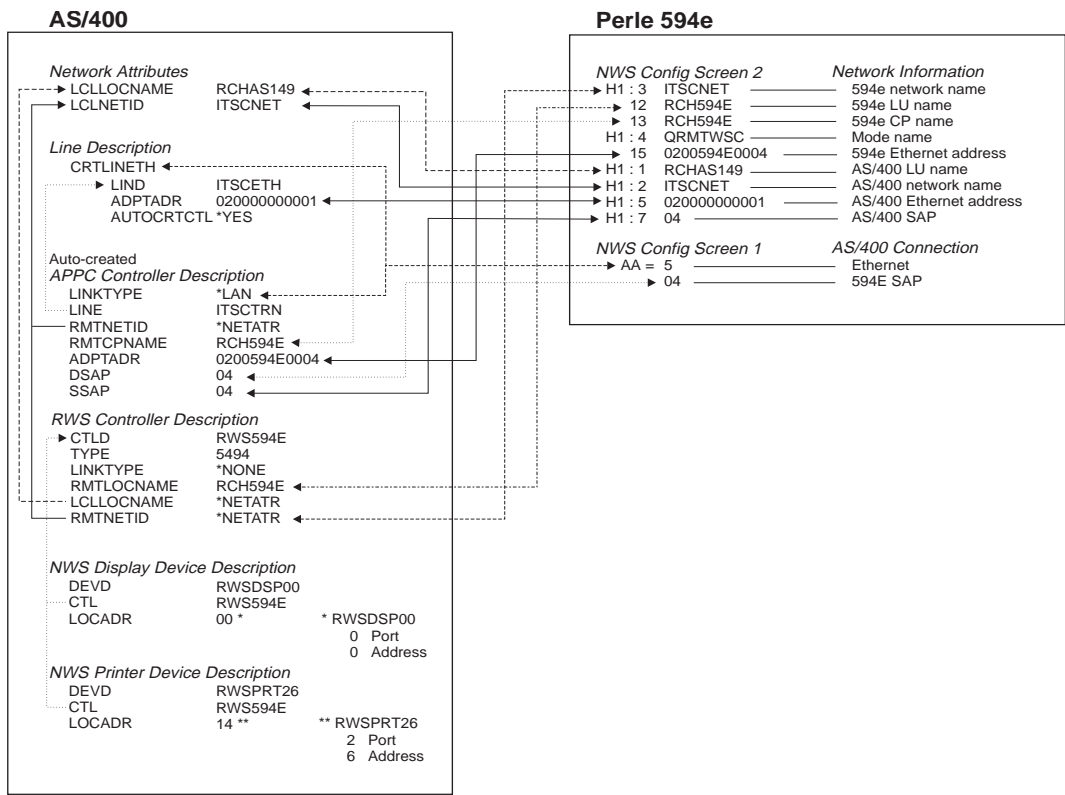 AS/400
Network Attributes
LCLLOCNAME RCHAS149
LCLNETID ITSCNET
Line Description
CRTLINETH
LIND ITSCETH
ADPTADR 020000000001
AUTOCRTCTL *YES
Auto-created
APPC Controller Description
LINKTYPE *LAN
LINE ITSCTRN
RMTNETID *NETATR
RMTCPNAME RCH594E
ADPTADR 0200594E0004
DSAP 04
SSAP 04
RWS Controller Description
CTLD RWS594E
TYPE 5494
LINKTYPE *NONE
RMTLOCNAME RCH594E
LCLLOCNAME *NETATR
RMTNETID *NETATR
NWS Display Device Description
DEVD RWSDSP00
CTL RWS594E
LOCADR 00 * * RWSDSP00
0 Port
0 Address
NWS Printer Device Description
DEVD RWSPRT26
CTL RWS594E
LOCADR 14 ** ** RWSPRT26
2 Port
6 Address
Perle 594e
NWS Config Screen 2 Network Information
H1 : 3 ITSCNET 594e network name
12 RCH594E 594e LU name
13 RCH594E 594e CP name
H1 : 4 QRMTWSC Mode name
15 0200594E0004 594e Ethernet address
H1 : 1 RCHAS149 AS/400 LU name
H1 : 2 ITSCNET AS/400 network name
H1 : 5 020000000001 AS/400 Ethernet address
H1 : 7 04 AS/400 SAP
NWS Config Screen 1 AS/400 Connection
AA = 5 Ethernet
04 594E SAP